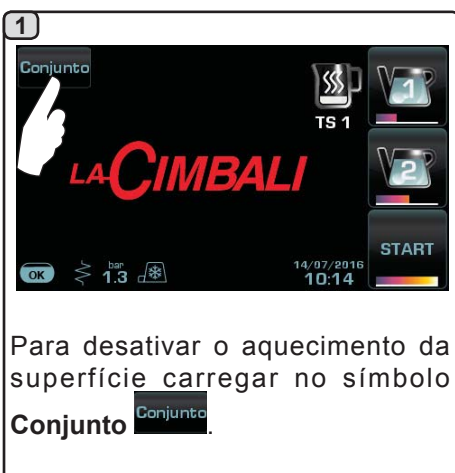 1
Conjunto
TS 1
1
LA CIMBALI
2
START
OK bar 1.3 14/07/2016 10:14
Para desativar o aquecimento da
superfície carregar no símbolo
Conjunto Conjunto.